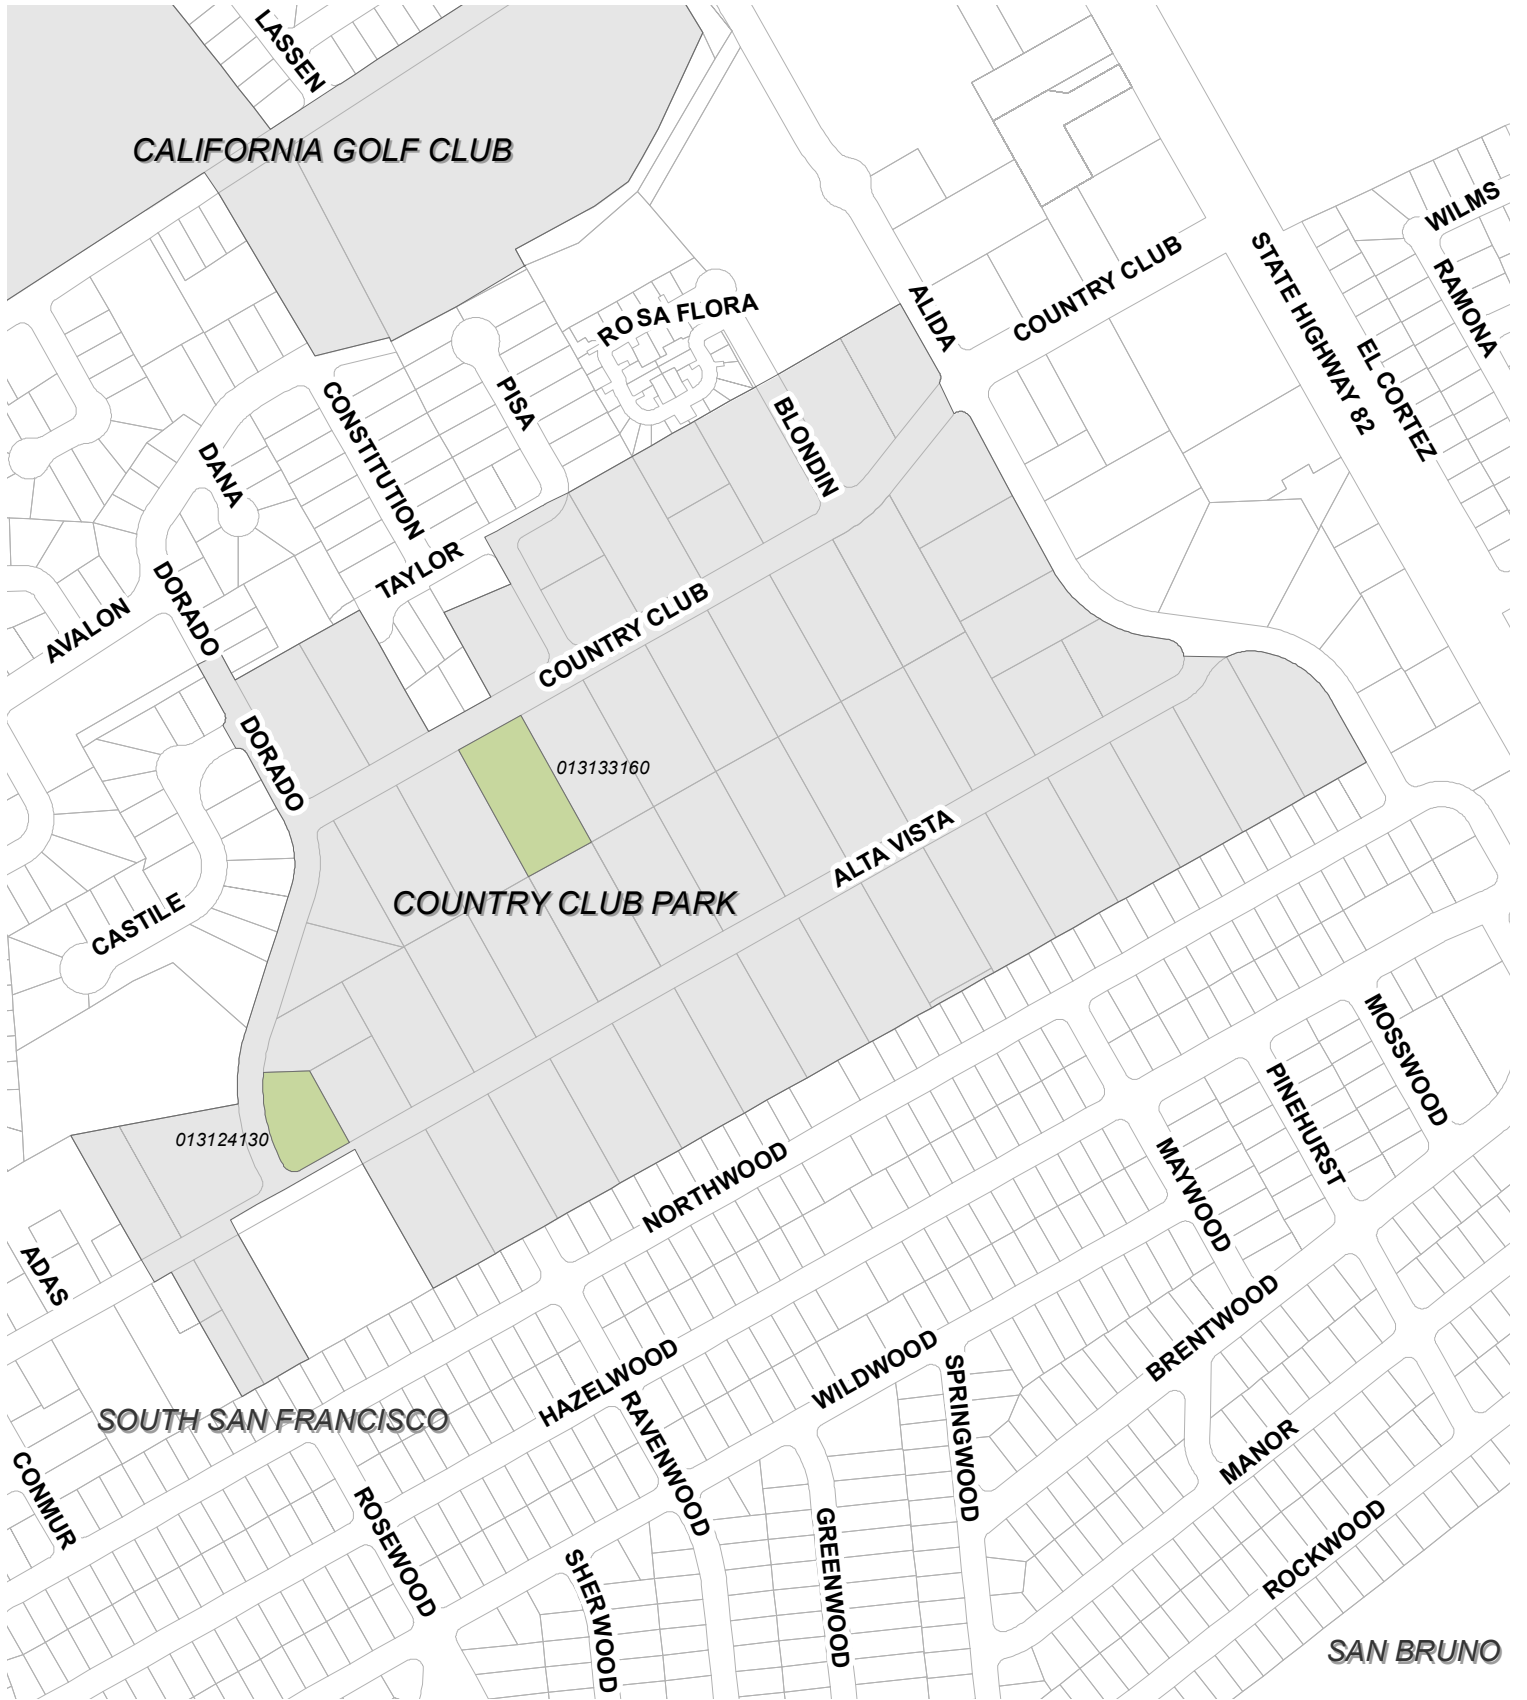 LASSEN
CALIFORNIA GOLF CLUB
WILMS
COUNTRY CLUB
STATE HIGHWAY 82
RAMONA
ALIDA
ROSA FLORA
EL CORTEZ
PISA
CONSTITUTION
BLONDIN
DANA
TAYLOR
DORADO
AVALON
COUNTRY CLUB
DORADO
013133160
ALTA VISTA
COUNTRY CLUB PARK
CASTILE
MOSSWOOD
PINEHURST
013124130
NORTHWOOD
MAYWOOD
ADAS
BRENTWOOD
HAZELWOOD
WILDWOOD
SPRINGWOOD
SOUTH SAN FRANCISCO
RAVENWOOD
MANOR
CONMUR
ROSEWOOD
GREENWOOD
ROCKWOOD
SHERWOOD
SAN BRUNO